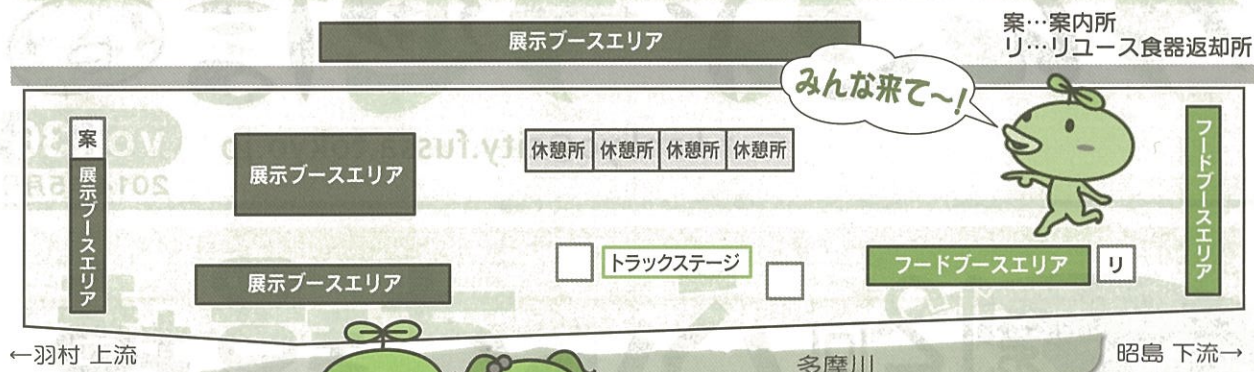 展示ブースエリア
案…案内所
リ…リユース食器返却所
みんな来て〜!
案
展示ブースエリア
展示ブースエリア
休憩所 休憩所 休憩所 休憩所
フードブースエリア
トラックステージ
フードブースエリア
リ
展示ブースエリア
←羽村 上流
多摩川
昭島 下流→